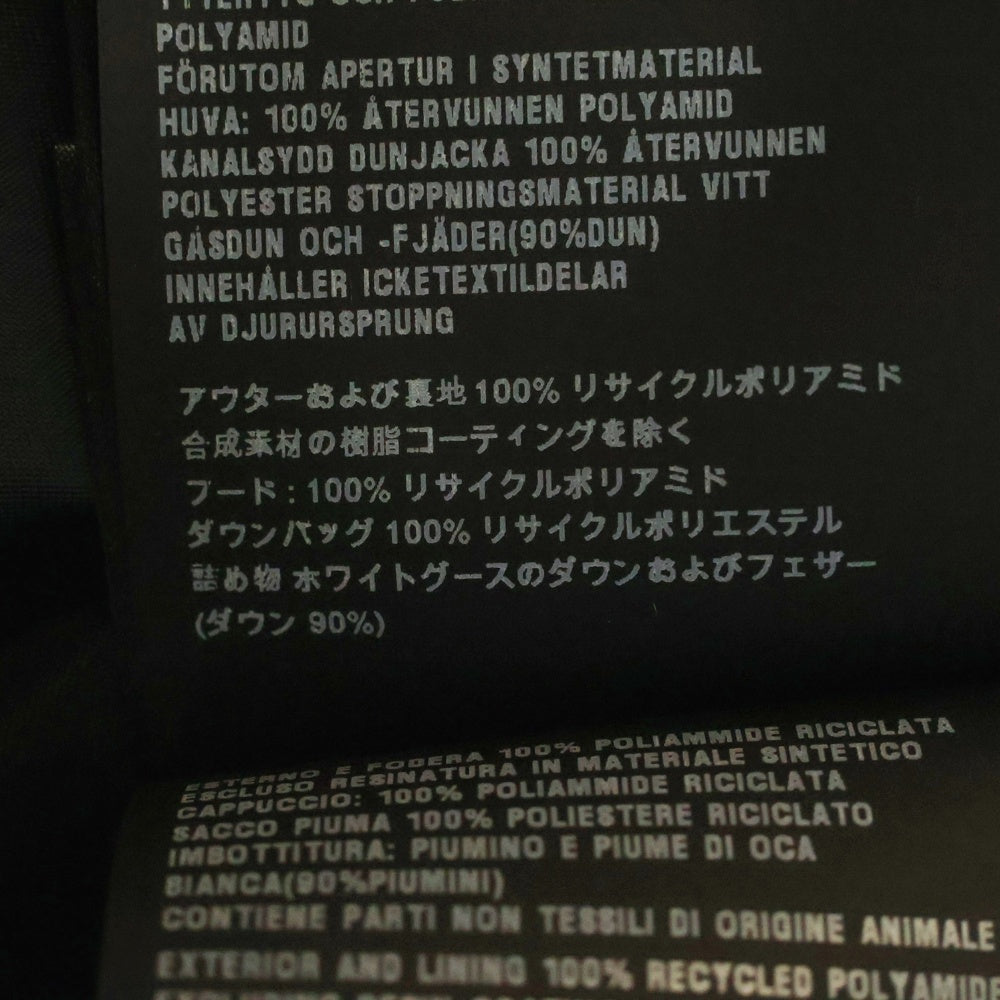 POLYAMID
FÖRUTOM APERTUR I SYNTETMATERIAL
HUVA: 100% ÅTERVUNNEN POLYAMID
KANALSYDD DUNJACKA 100% ÅTERVUNNEN
POLYESTER STOPPNINGSMATERIAL VITT
GÅSDUN OCH -FJÄDER(90%DUN)
INNEHÅLLER ICKETEXTILDELAR
AV DJURURSPRUNG
アウターおよび裏地100% リサイクルポリアミド
合成素材の樹脂コーティングを除く
フード : 100% リサイクルポリアミド
ダウンバッグ 100% リサイクルポリエステル
詰め物 ホワイトグースのダウンおよびフェザー
(ダウン 90%)
ESTERNO E FODERA 100% POLIAMMIDE RICICLATA
ESCLUSO RESINATURA IN MATERIALE SINTETICO
CAPPUCCIO: 100% POLIAMMIDE RICICLATA
SACCO PIUMA 100% POLIESTERE RICICLATO
IMBOTTITURA: PIUMINO E PIUME DI OCA
BIANCA(90%PIUMINI)
CONTIENE PARTI NON TESSILI DI ORIGINE ANIMALE
EXTERIOR AND LINING 100% RECYCLED POLYAMIDE